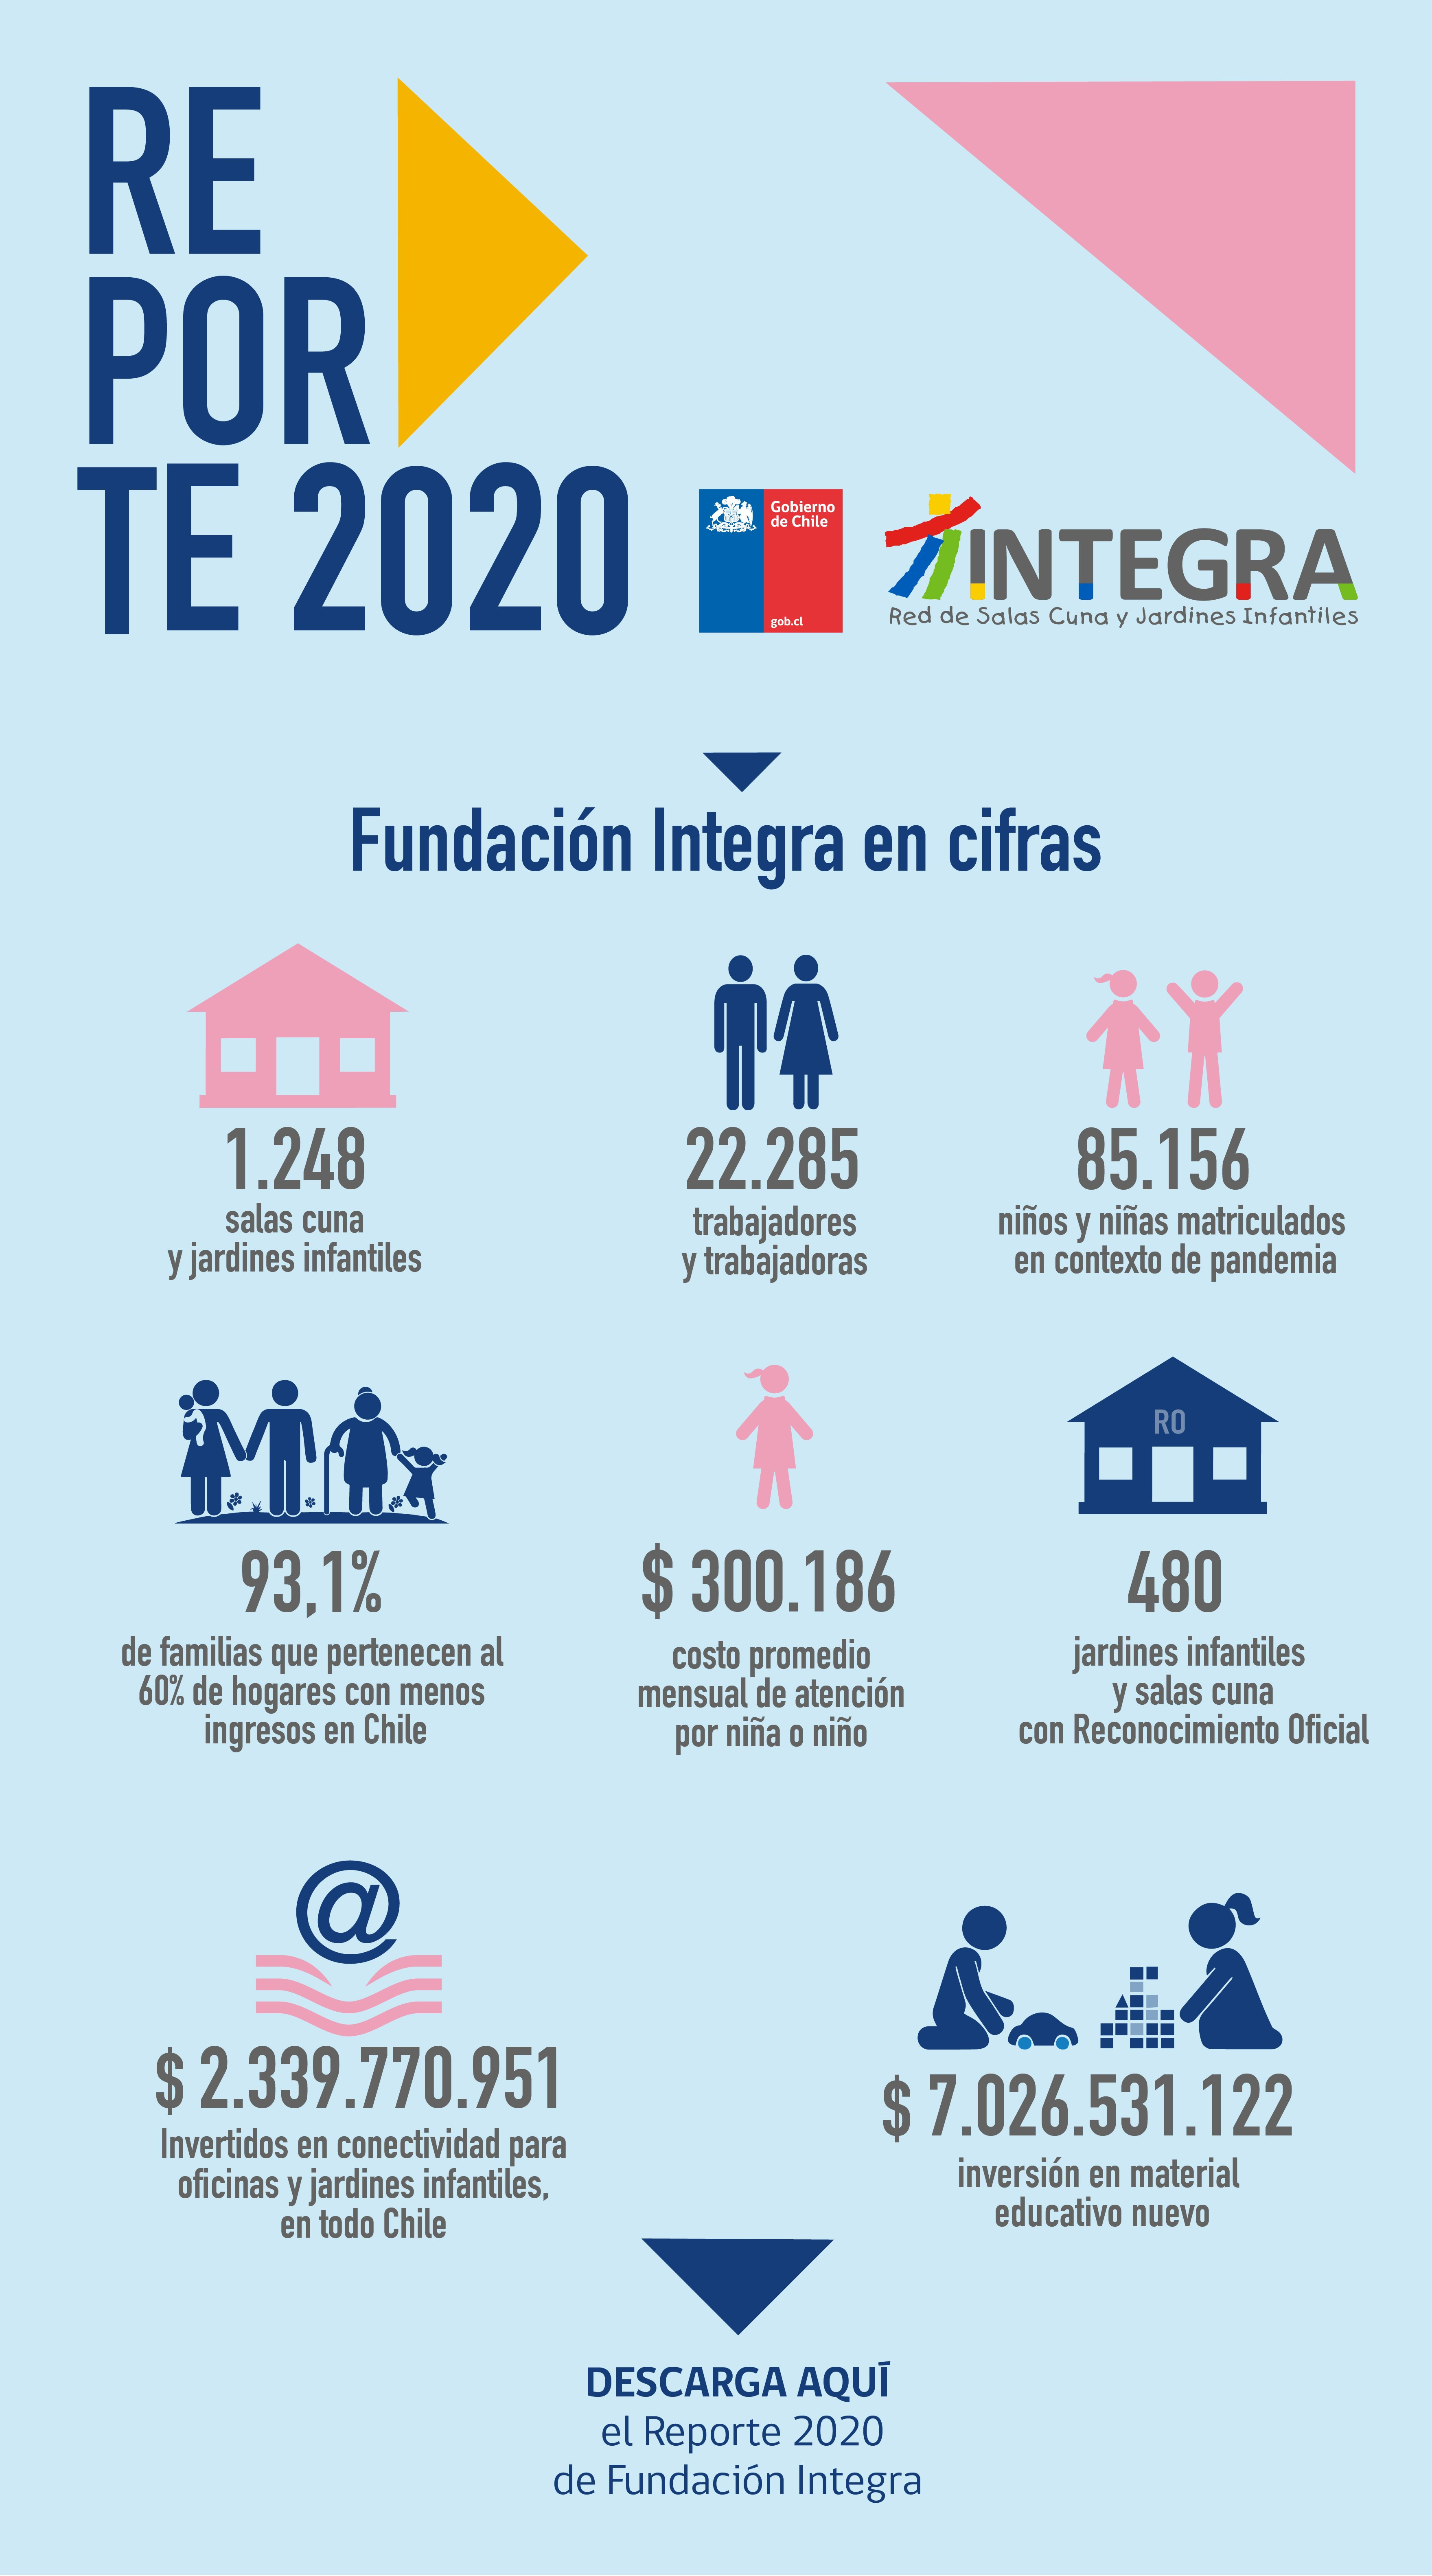 RE
POR
TE 2020
Gobierno
de Chile
gob.cl
INTEGRA
Red de Salas Cuna y Jardines Infantiles
Fundación Integra en cifras
1.248
salas cuna
y jardines infantiles
22.285
trabajadores
y trabajadoras
85.156
niños y niñas matriculados
en contexto de pandemia
93,1%
de familias que pertenecen al
60% de hogares con menos
ingresos en Chile
$ 300.186
costo promedio
mensual de atención
por niña o niño
RO
480
jardines infantiles
y salas cuna
con Reconocimiento Oficial
@
$ 2.339.770.951
Invertidos en conectividad para
oficinas y jardines infantiles,
en todo Chile
$ 7.026.531.122
inversión en material
educativo nuevo
DESCARGA AQUÍ
el Reporte 2020
de Fundación Integra